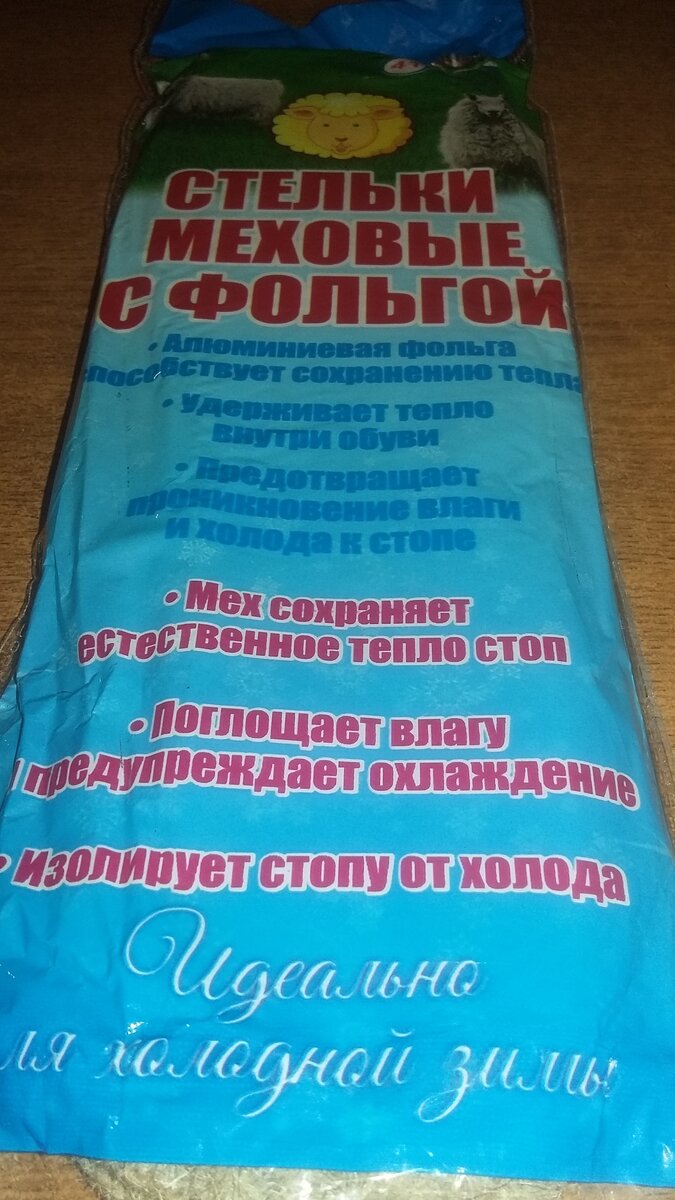 СТЕЛЬКИ
МЕХОВЫЕ
С ФОЛЬГОЙ
• Алюминиевая фольга
способствует сохранению тепла
• Удерживает тепло
внутри обуви
• Предотвращает
проникновение влаги
и холода к стопе
• Мех сохраняет
естественное тепло стоп
• Поглощает влагу
предупреждает охлаждение
• Изолирует стопу от холода
Идеально
ля холодной зимы